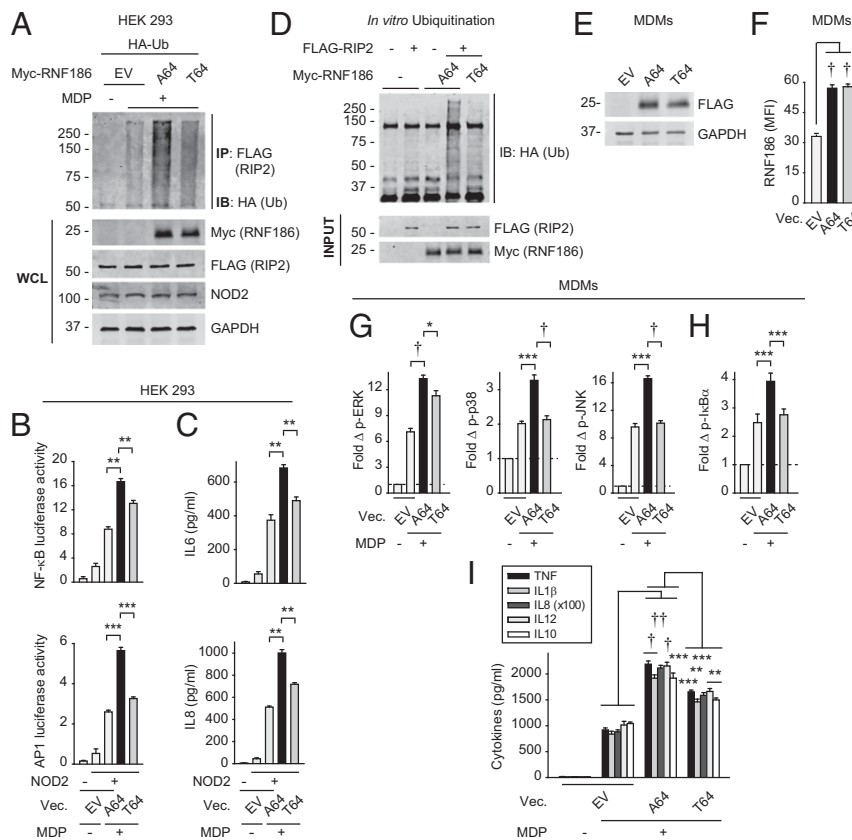 A
HEK 293
HA-Ub
Myc-RNF186
EV
A64
T64
MDP
-
+
250 -
150 -
75 -
50 -
IP: FLAG
(RIP2)
IB: HA (Ub)
WCL
25 -
Myc (RNF186)
50 -
FLAG (RIP2)
100 -
NOD2
37 -
GAPDH
D
In vitro Ubiquitination
FLAG-RIP2
- + - +
Myc-RNF186
-
A64
T64
250 -
150 -
75 -
50 -
37 -
IB: HA (Ub)
INPUT
50 -
FLAG (RIP2)
25 -
Myc (RNF186)
E
MDMs
EV
A64
T64
25-
FLAG
37-
GAPDH
F
MDMs
† †
RNF186 (MFI)
60
30
0
Vec.
EV
A64
T64
HEK 293
B
NF-κB luciferase activity
20
16
12
8
4
0
**
**
AP1 luciferase activity
6
4
2
0
***
***
NOD2
- +
Vec.
EV
A64
T64
MDP
- +
C
IL6 (pg/ml)
600
400
200
0
**
**
IL8 (pg/ml)
1000
800
600
400
200
0
**
**
NOD2
- +
Vec.
EV
A64
T64
MDP
- +
MDMs
G
Fold Δ p-ERK
12
9
6
3
0
†
*
Fold Δ p-p38
4
3
2
1
0
***
†
Fold Δ p-JNK
16
12
8
4
0
***
†
Vec.
EV
A64
T64
EV
A64
T64
EV
A64
T64
MDP
- +
- +
- +
H
Fold Δ p-IκBα
4
3
2
1
0
***
***
EV
A64
T64
- +
I
TNF
IL1β
IL8 (x100)
IL12
IL10
Cytokines (pg/ml)
2000
1500
1000
500
0
††
† †
*** ***
**
*** **
Vec.
EV
A64
T64
MDP
- +